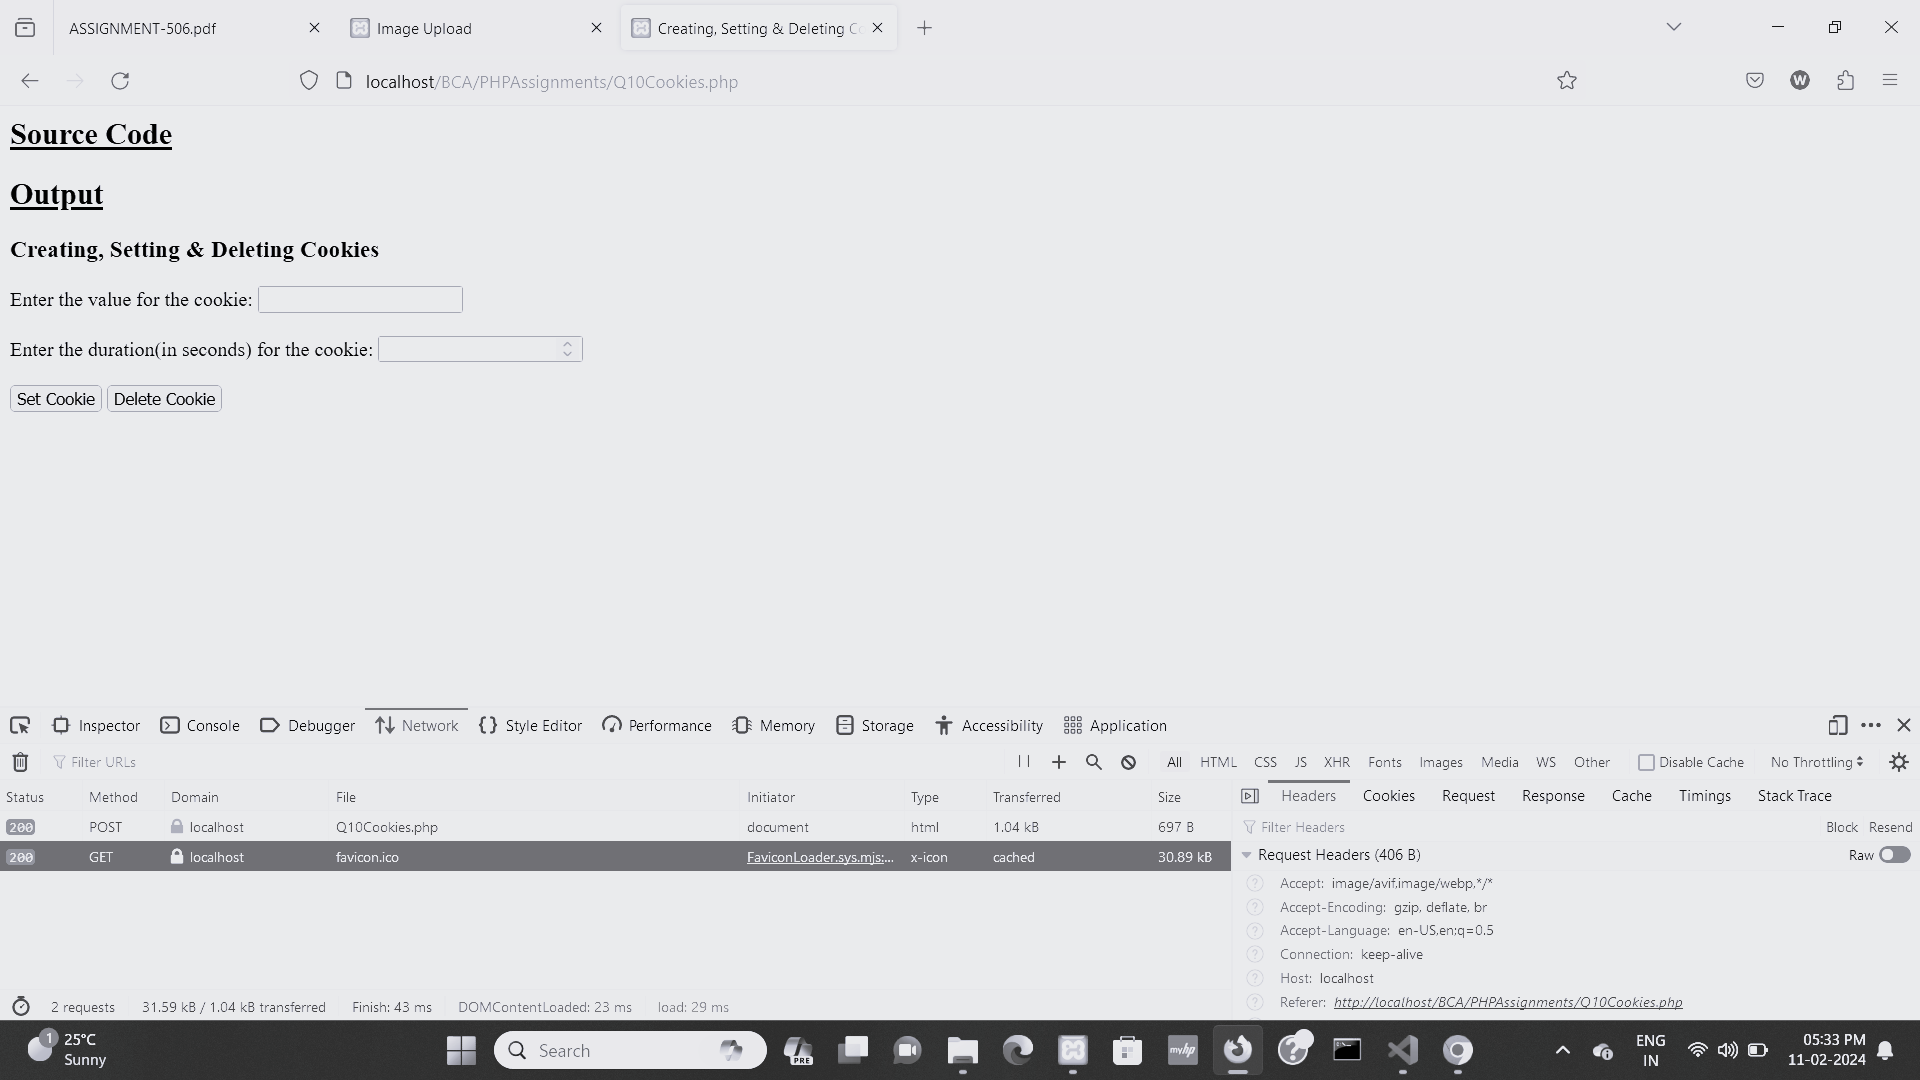 ASSIGNMENT-506.pdf
Image Upload
Creating, Setting & Deleting Co
localhost/BCA/PHPAssignments/Q10Cookies.php
W
Source Code
Output
Creating, Setting & Deleting Cookies
Enter the value for the cookie:
Enter the duration(in seconds) for the cookie:
Set Cookie Delete Cookie
Inspector Console Debugger Network Style Editor Performance Memory Storage Accessibility Application
Filter URLs
All HTML CSS JS XHR Fonts Images Media WS Other Disable Cache No Throttling
Status Method Domain File Initiator Type Transferred Size
200 POST localhost Q10Cookies.php document html 1.04 kB 697 B
200 GET localhost favicon.ico FaviconLoader.sys.mjs:... x-icon cached 30.89 kB
Headers Cookies Request Response Cache Timings Stack Trace
Filter Headers Block Resend
Request Headers (406 B) Raw
Accept: image/avif,image/webp,*/*
Accept-Encoding: gzip, deflate, br
Accept-Language: en-US,en;q=0.5
Connection: keep-alive
Host: localhost
Referer: http://localhost/BCA/PHPAssignments/Q10Cookies.php
2 requests 31.59 kB / 1.04 kB transferred Finish: 43 ms DOMContentLoaded: 23 ms load: 29 ms
1
25°C
Sunny
Search
PRE
myhp
ENG
IN
05:33 PM
11-02-2024